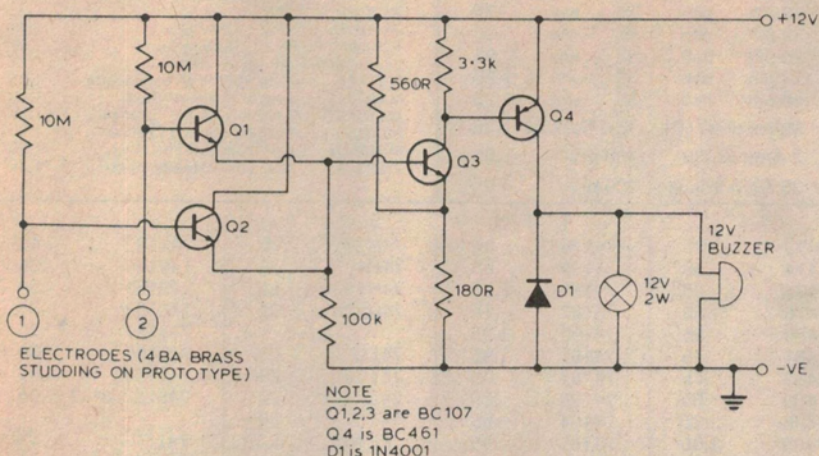 +12V
10M
10M
Q1
Q2
560R
3·3k
Q3
Q4
100k
180R
D1
12V
2W
12V
BUZZER
1
2
ELECTRODES (4BA BRASS
STUDDING ON PROTOTYPE)
-VE
NOTE
Q1,2,3 are BC107
Q4 is BC461
D1 is 1N4001